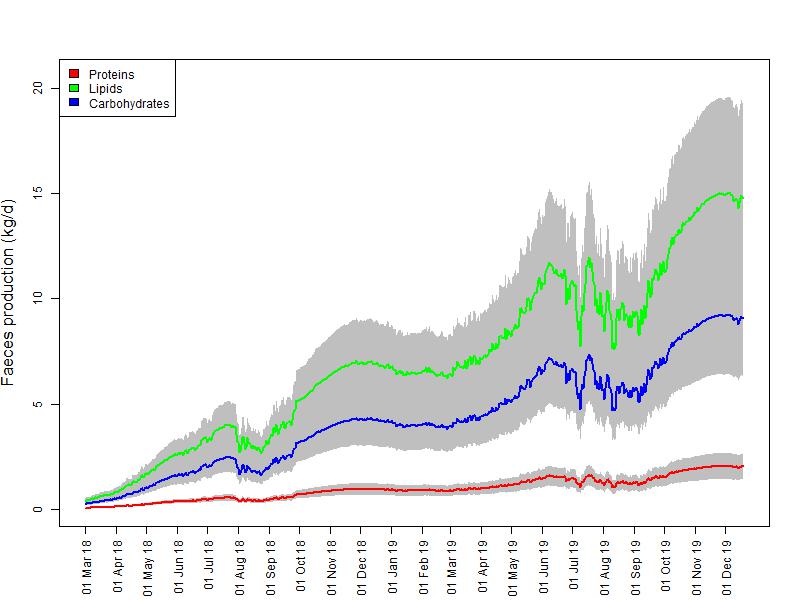 Proteins
Lipids
Carbohydrates
Faeces production (kg/d)
20
15
10
5
0
01 Mar 18
01 Apr 18
01 May 18
01 Jun 18
01 Jul 18
01 Aug 18
01 Sep 18
01 Oct 18
01 Nov 18
01 Dec 18
01 Jan 19
01 Feb 19
01 Mar 19
01 Apr 19
01 May 19
01 Jun 19
01 Jul 19
01 Aug 19
01 Sep 19
01 Oct 19
01 Nov 19
01 Dec 19